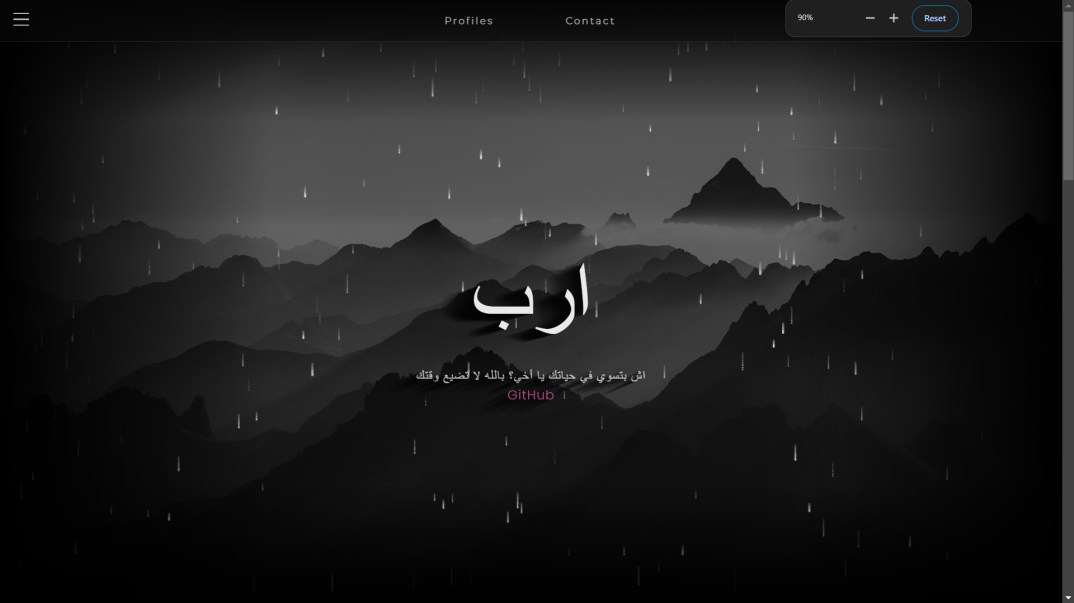 Profiles
Contact
90%
Reset
ارب
اش بتسوي في حياتك يا أخي؟ بالله لا تضيع وقتك
GitHub